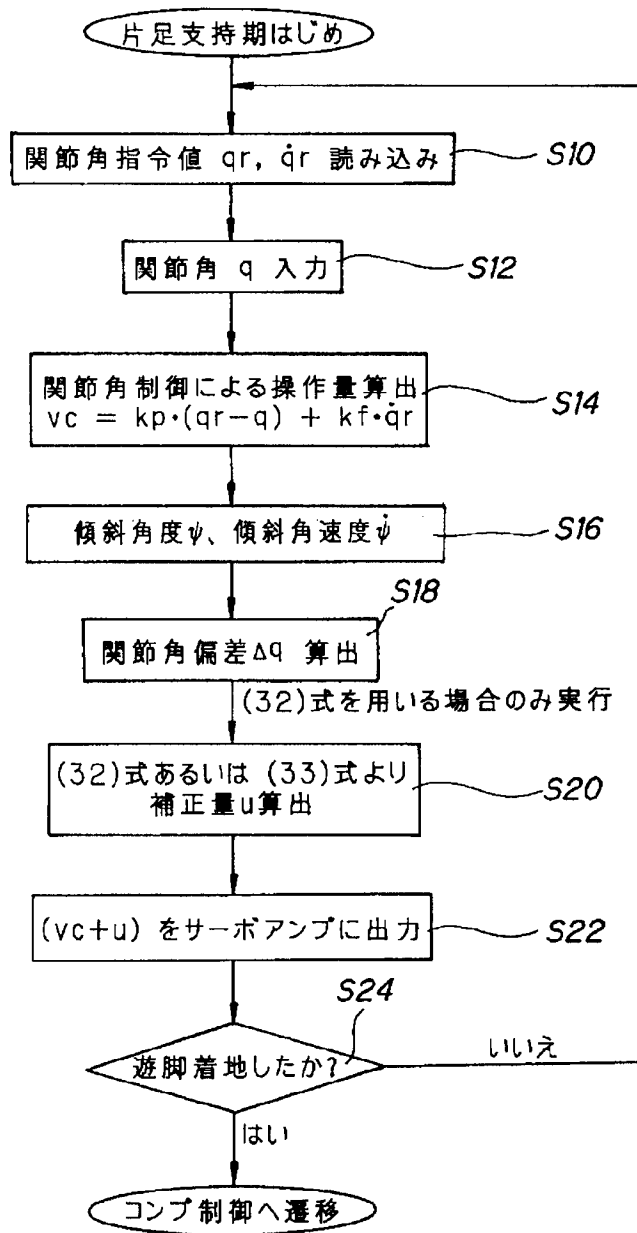 片足支持期はじめ
関節角指令値 qr, q̇r 読み込み
S10
関節角 q 入力
S12
関節角制御による操作量算出
vc = kp・(qr−q) + kf・q̇r
S14
傾斜角度ψ、傾斜角速度ψ̇
S16
S18
関節角偏差Δq 算出
(32)式を用いる場合のみ実行
(32)式あるいは (33)式より
補正量u算出
S20
(vc+u) をサーボアンプに出力
S22
S24
遊脚着地したか?
いいえ
はい
コンプ制御へ遷移